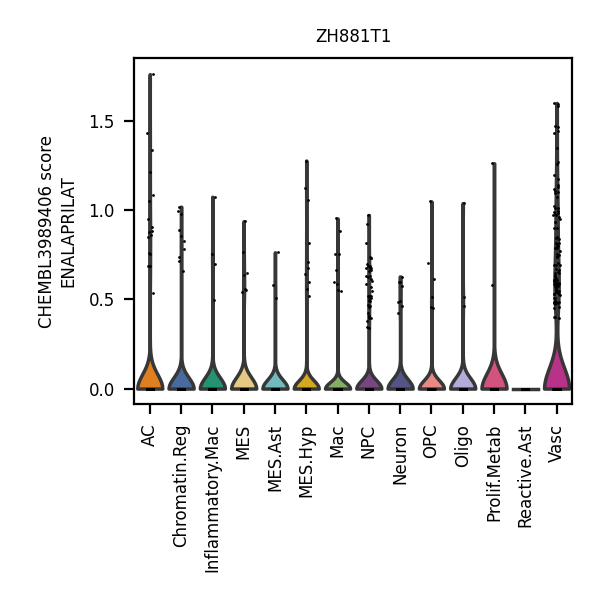 ZH881T1
CHEMBL3989406 score
ENALAPRILAT
1.5
1.0
0.5
0.0
AC
Chromatin.Reg
Inflammatory.Mac
MES
MES.Ast
MES.Hyp
Mac
NPC
Neuron
OPC
Oligo
Prolif.Metab
Reactive.Ast
Vasc